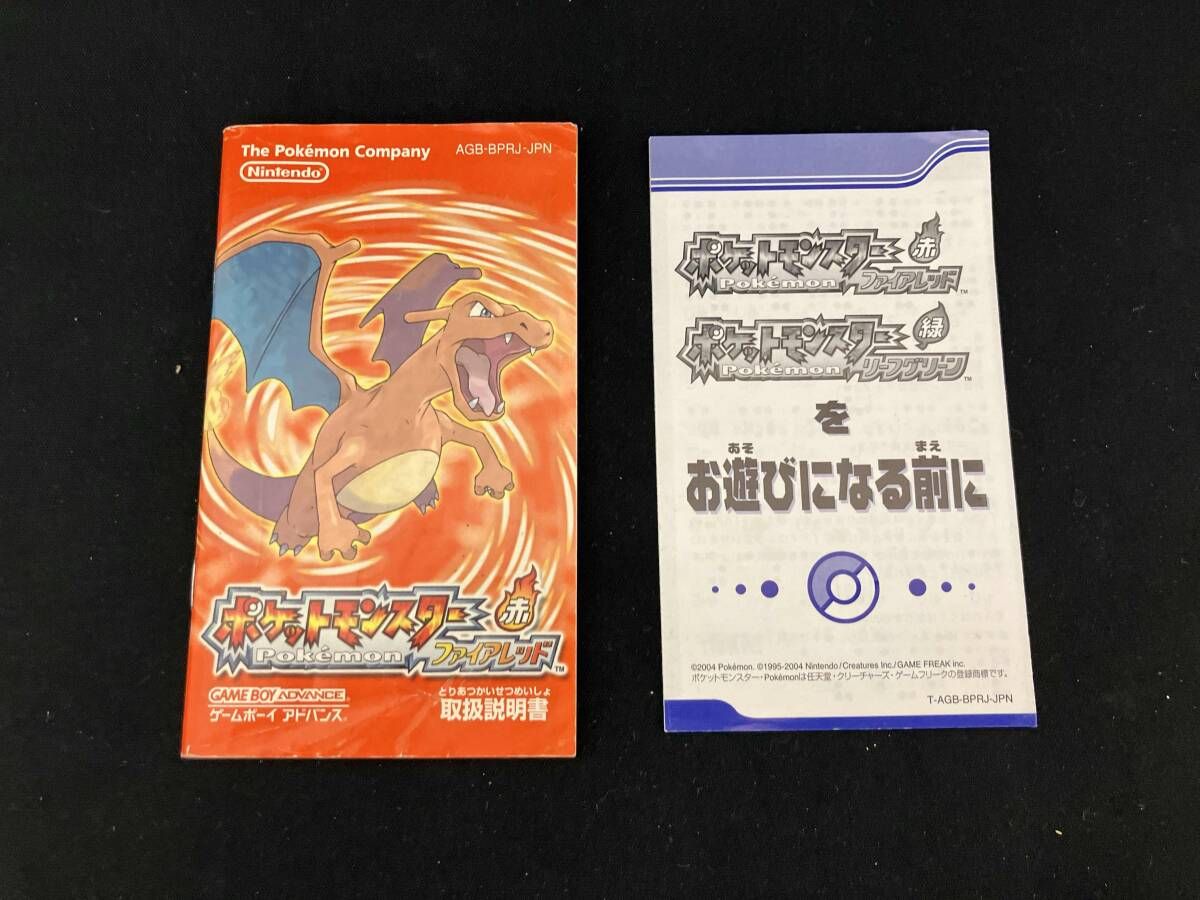 The Pokémon Company
AGB-BPRJ-JPN
Nintendo
ポケットモンスター
赤
Pokémon
ファイアレッド
TM
GAME BOY ADVANCE
ゲームボーイ アドバンス
とりあつかいせつめいしょ
取扱説明書
ポケットモンスター
赤
Pokémon
ファイアレッド
TM
ポケットモンスター
緑
Pokémon
リーフグリーン
TM
を
あそ
まえ
お遊びになる前に
©2004 Pokémon. ©1995-2004 Nintendo/Creatures Inc./GAME FREAK inc.
ポケットモンスター・Pokémonは任天堂・クリーチャーズ・ゲームフリークの登録商標です。
T-AGB-BPRJ-JPN